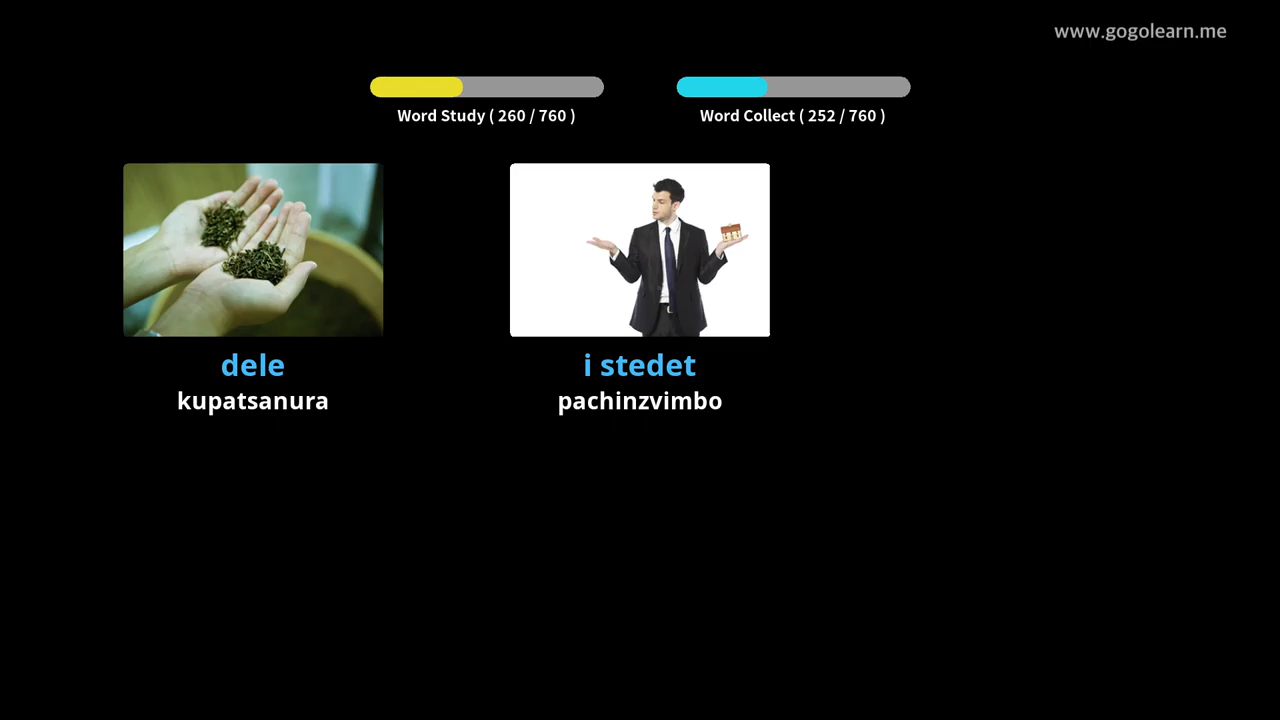 www.gogolearn.me
Word Study ( 260 / 760 )
Word Collect ( 252 / 760 )
dele
kupatsanura
i stedet
pachinzvimbo